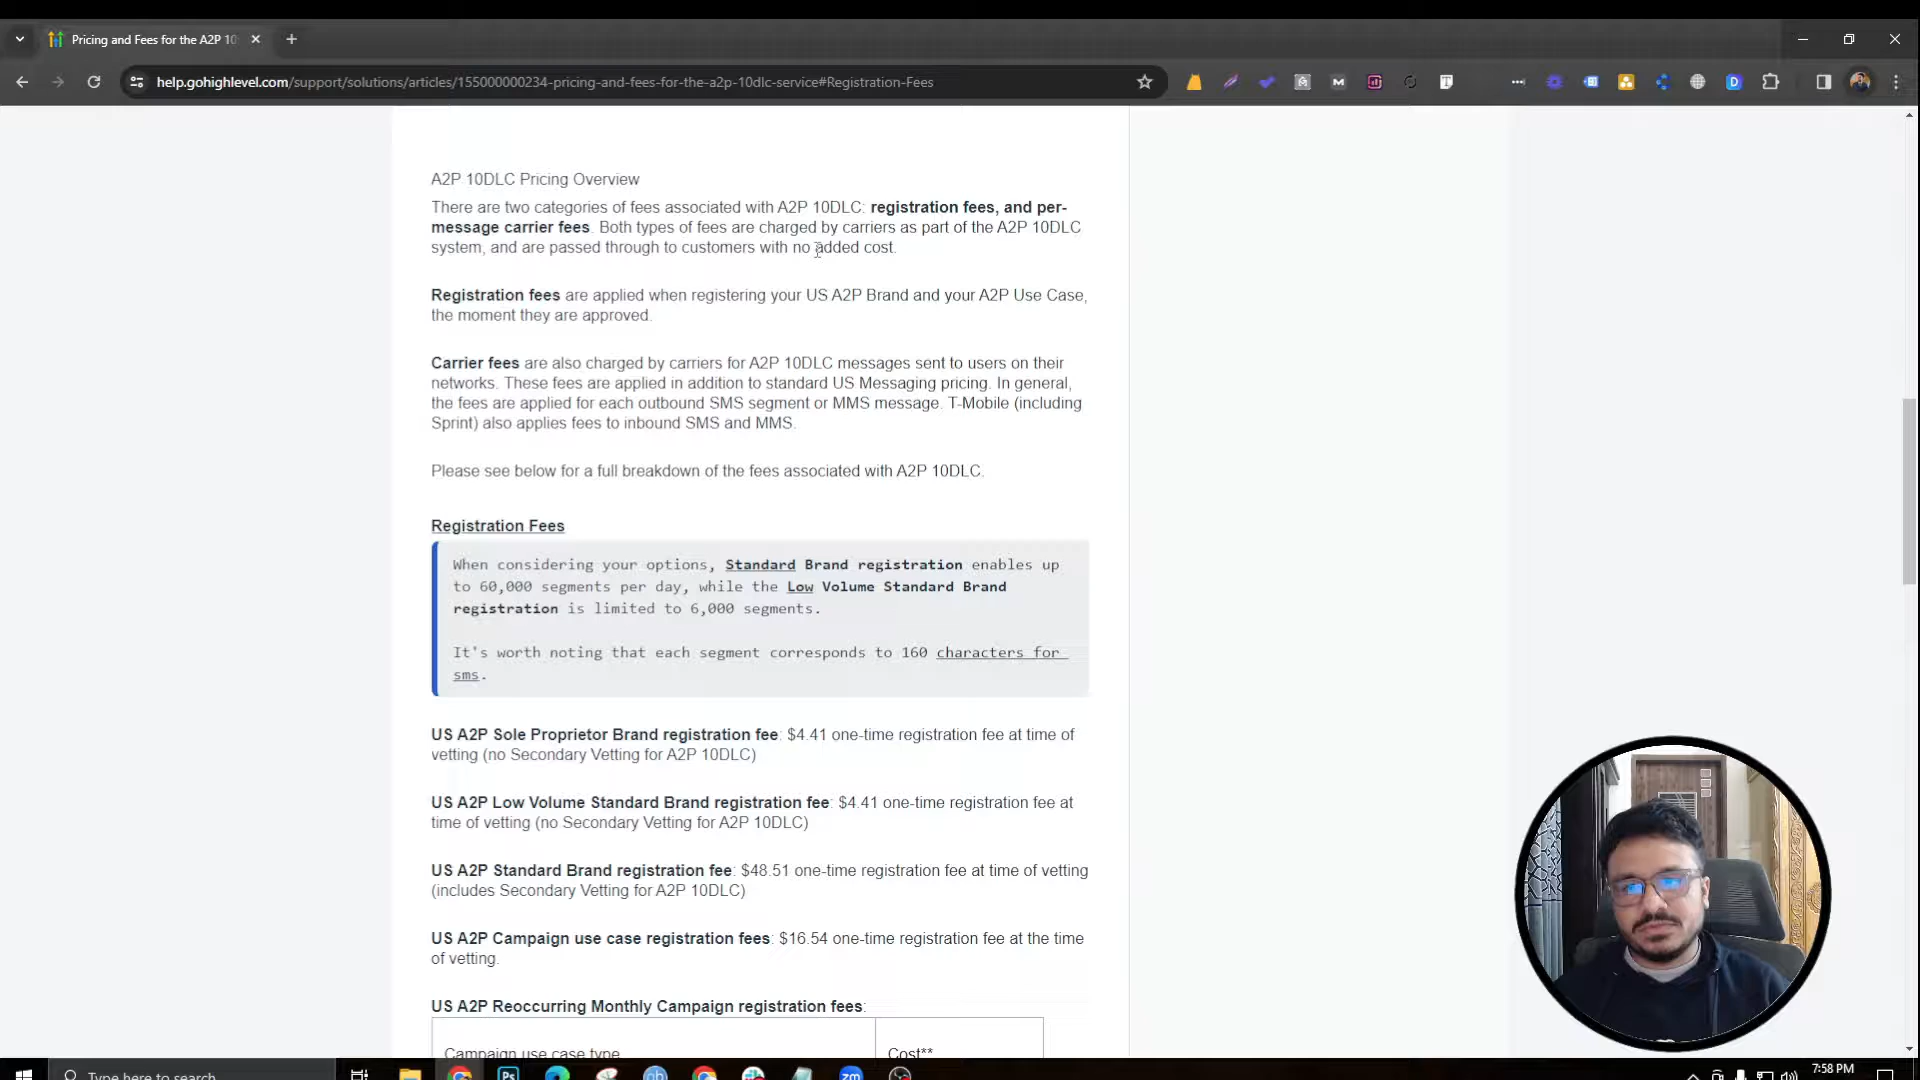 Pricing and Fees for the A2P 10
help.gohighlevel.com/support/solutions/articles/155000000234-pricing-and-fees-for-the-a2p-10dlc-service#Registration-Fees
A2P 10DLC Pricing Overview
There are two categories of fees associated with A2P 10DLC: registration fees, and per-
message carrier fees. Both types of fees are charged by carriers as part of the A2P 10DLC
system, and are passed through to customers with no added cost.
Registration fees are applied when registering your US A2P Brand and your A2P Use Case,
the moment they are approved.
Carrier fees are also charged by carriers for A2P 10DLC messages sent to users on their
networks. These fees are applied in addition to standard US Messaging pricing. In general,
the fees are applied for each outbound SMS segment or MMS message. T-Mobile (including
Sprint) also applies fees to inbound SMS and MMS.
Please see below for a full breakdown of the fees associated with A2P 10DLC.
Registration Fees
When considering your options, Standard Brand registration enables up
to 60,000 segments per day, while the Low Volume Standard Brand
registration is limited to 6,000 segments.
It's worth noting that each segment corresponds to 160 characters for
sms.
US A2P Sole Proprietor Brand registration fee: $4.41 one-time registration fee at time of
vetting (no Secondary Vetting for A2P 10DLC)
US A2P Low Volume Standard Brand registration fee: $4.41 one-time registration fee at
time of vetting (no Secondary Vetting for A2P 10DLC)
US A2P Standard Brand registration fee: $48.51 one-time registration fee at time of vetting
(includes Secondary Vetting for A2P 10DLC)
US A2P Campaign use case registration fees: $16.54 one-time registration fee at the time
of vetting.
US A2P Reoccurring Monthly Campaign registration fees:
Campaign use case type
Cost**
Type here to search
Ps
zm
7:58 PM